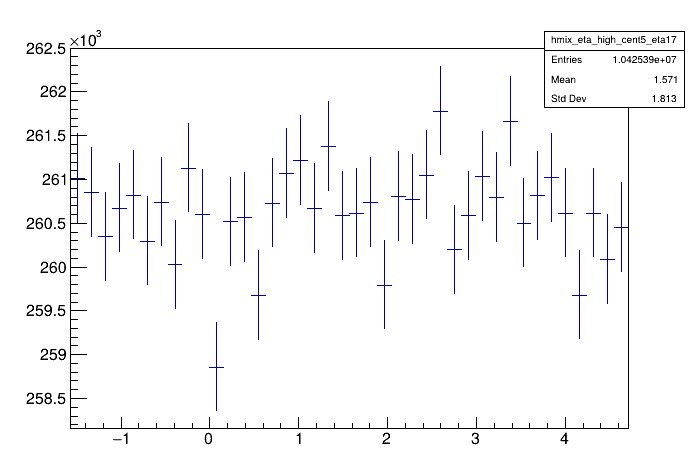 ×10³
hmix_eta_high_cent5_eta17
Entries 1.042539e+07
Mean 1.571
Std Dev 1.813
262.5
262
261.5
261
260.5
260
259.5
259
258.5
−1 0 1 2 3 4